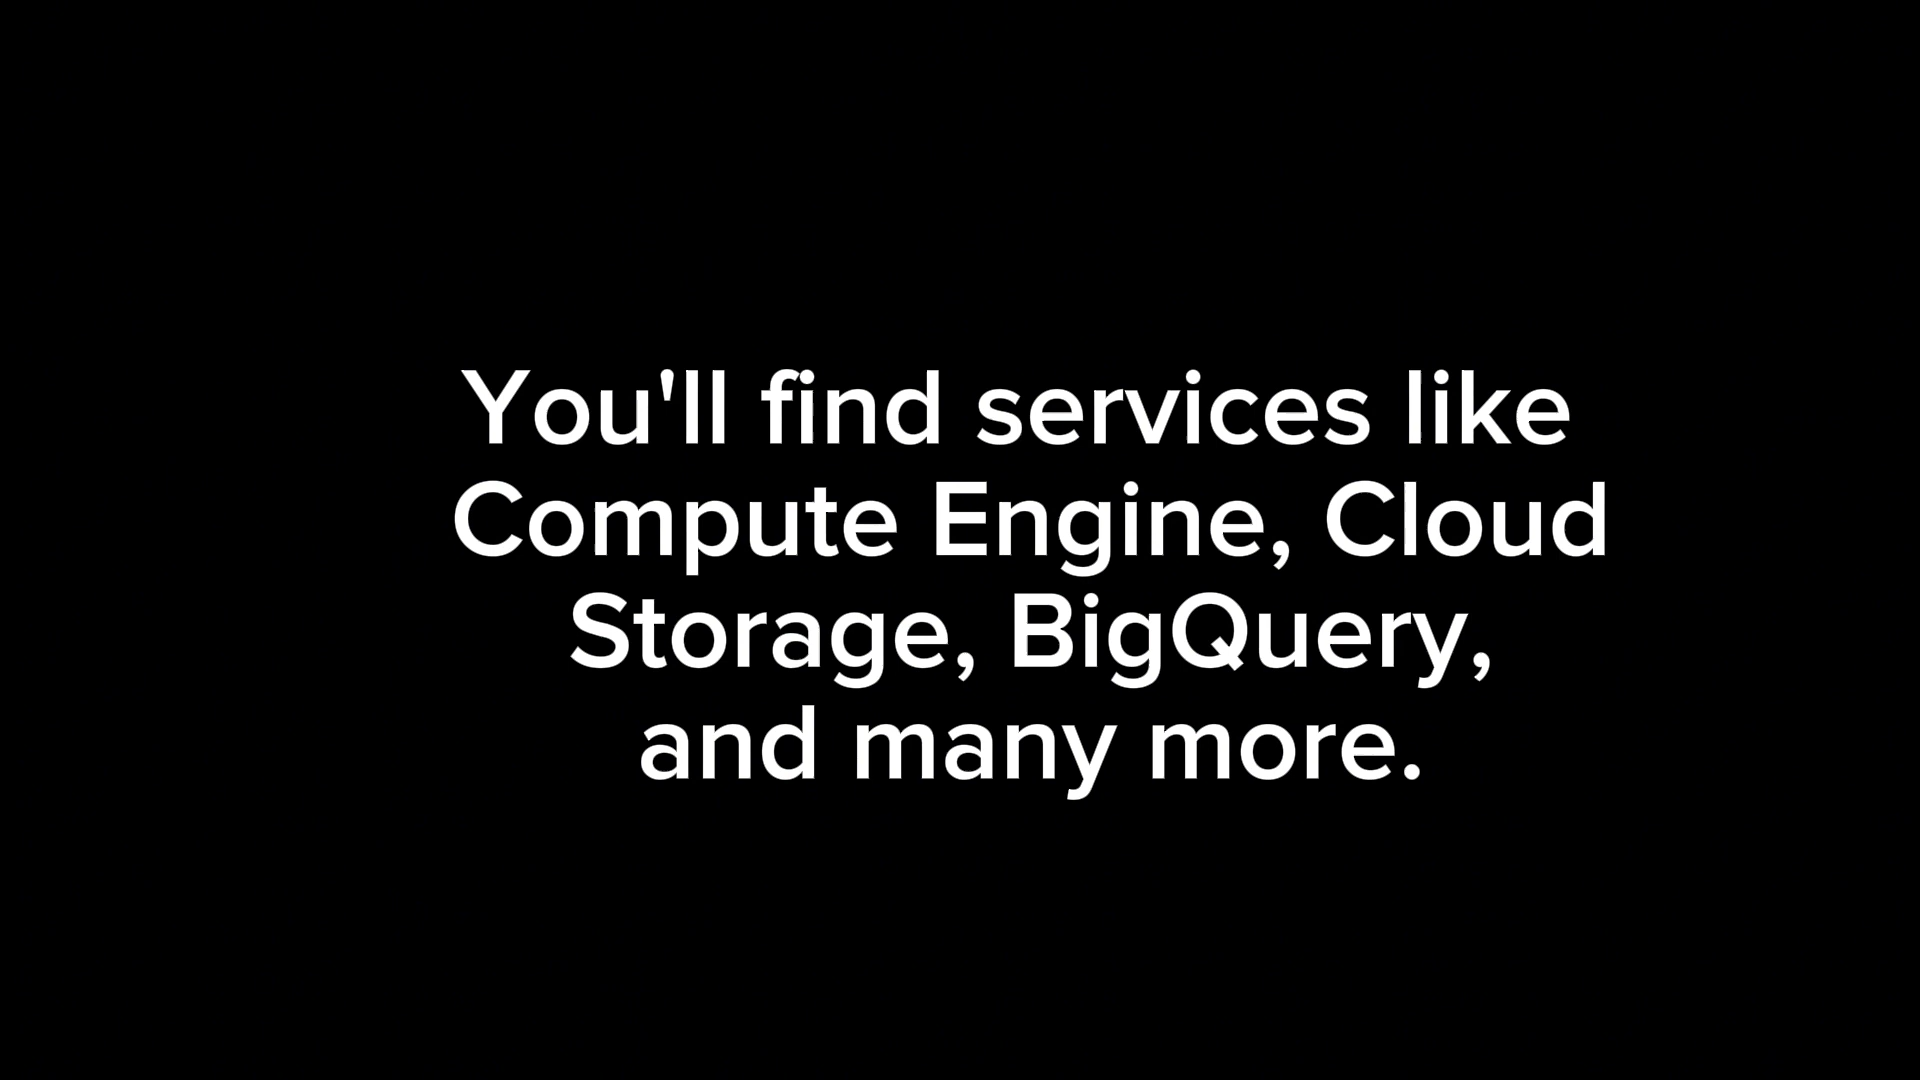 You'll find services like
Compute Engine, Cloud
Storage, BigQuery,
and many more.